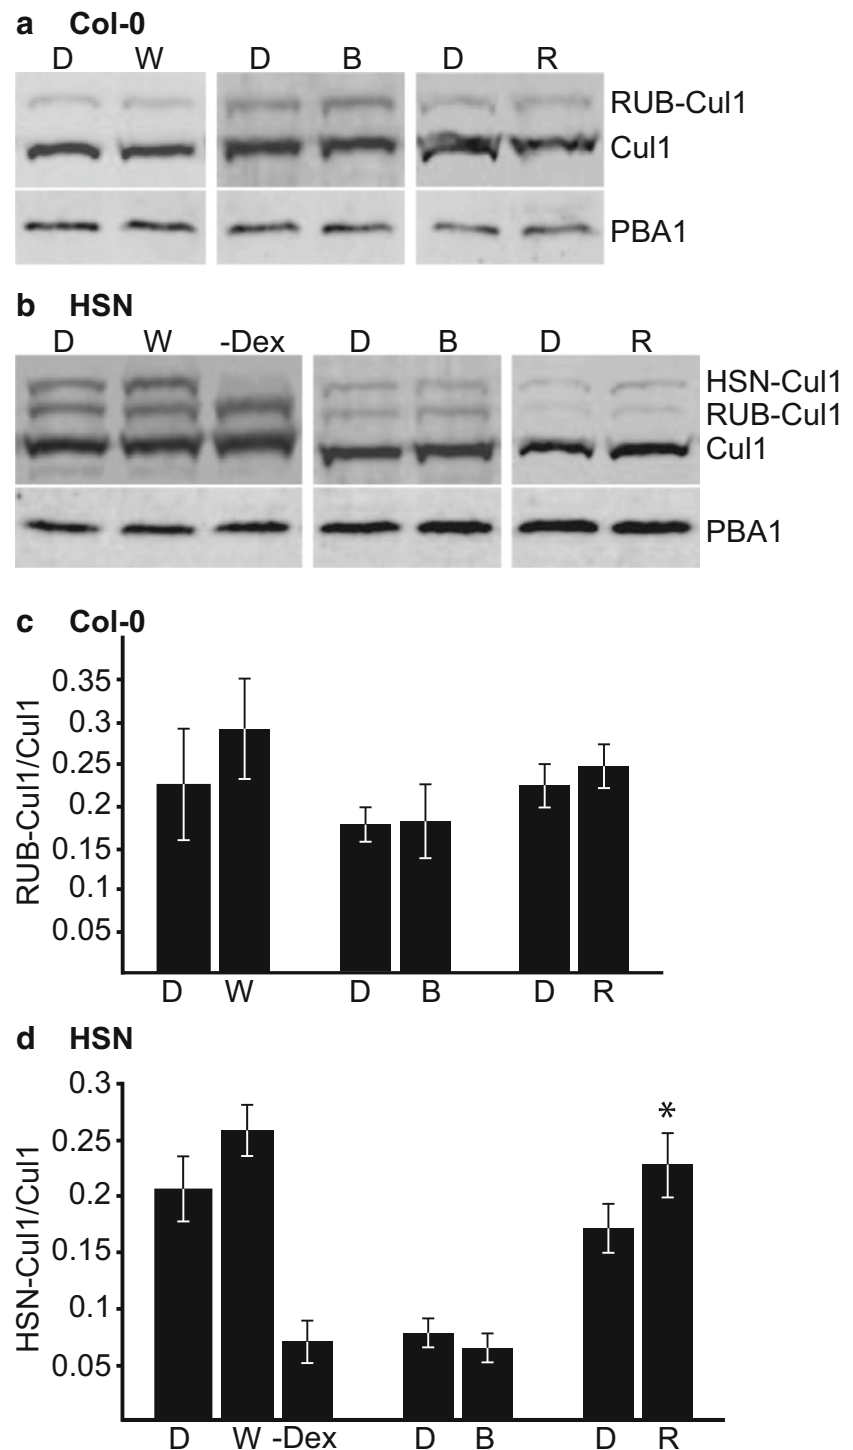 a Col-0
D W D B D R
RUB-Cul1
Cul1
PBA1
b HSN
D W -Dex D B D R
HSN-Cul1
RUB-Cul1
Cul1
PBA1
c Col-0
RUB-Cul1/Cul1
0.35
0.3
0.25
0.2
0.15
0.1
0.05
D W D B D R
d HSN
HSN-Cul1/Cul1
0.3
0.25
0.2
0.15
0.1
0.05
*
D W -Dex D B D R